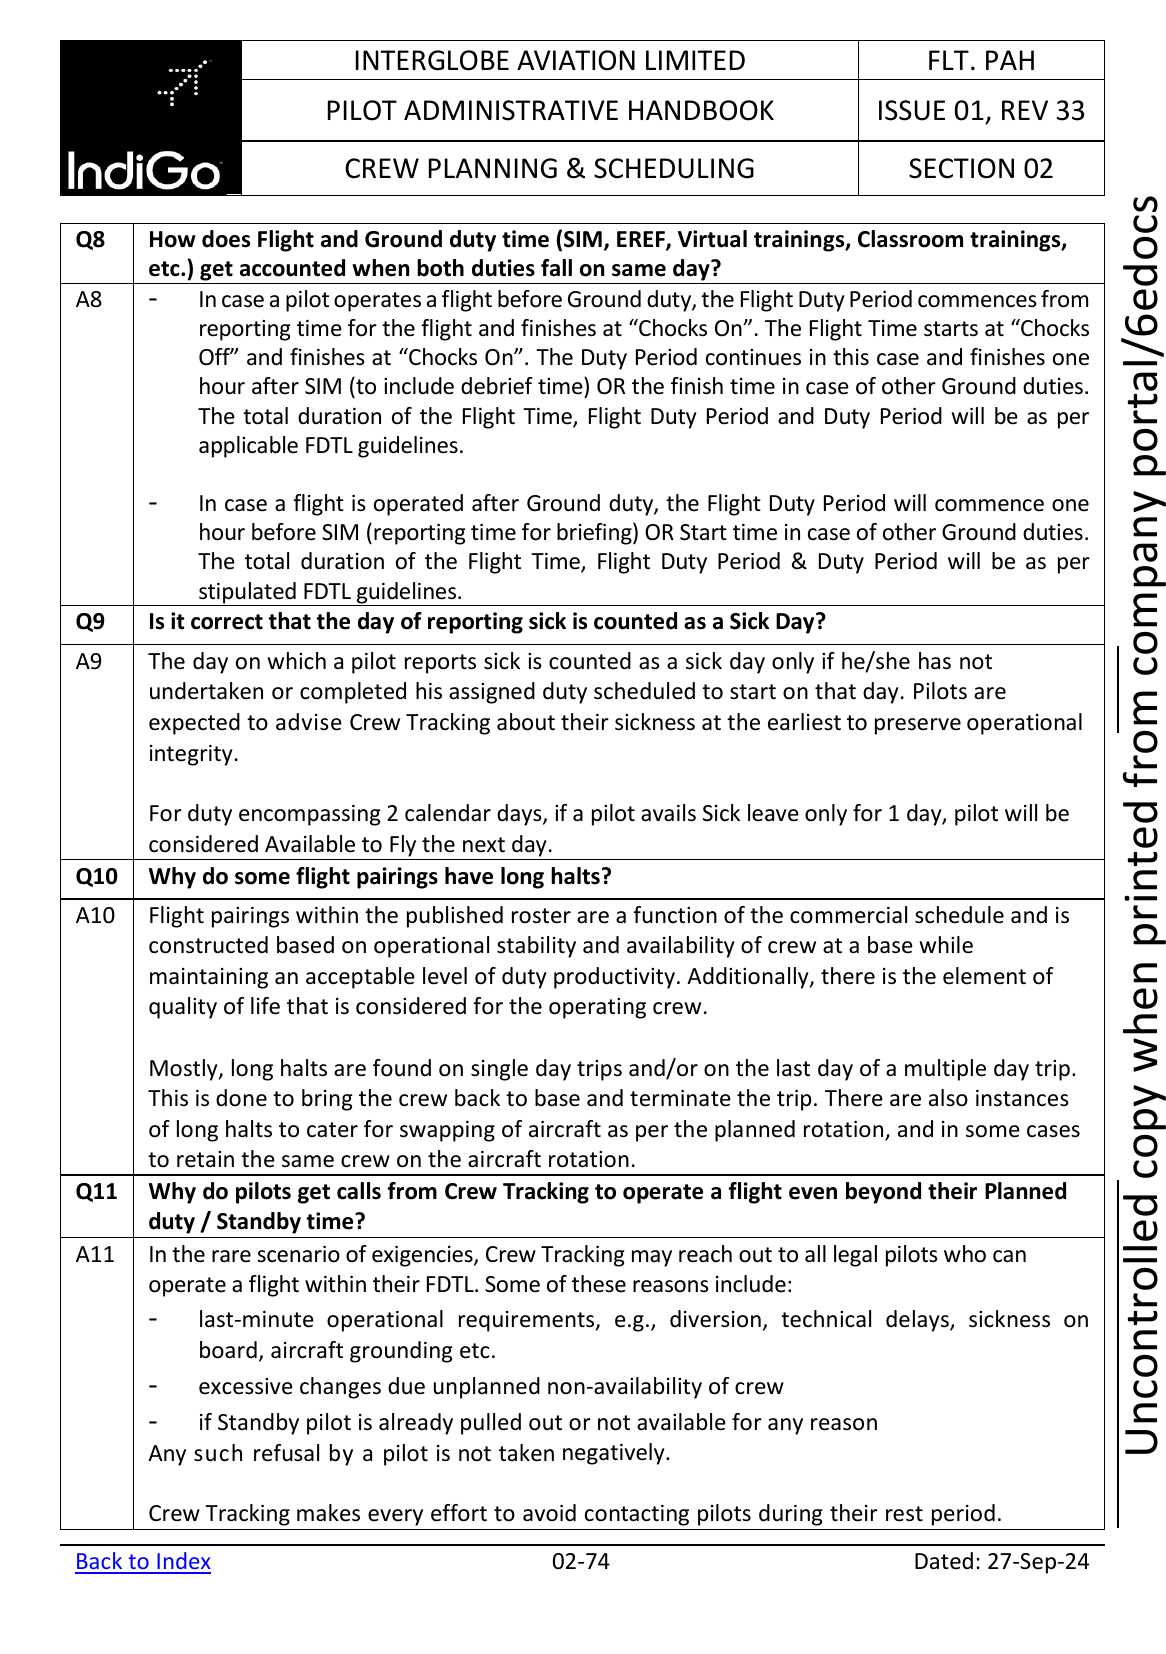 INTERGLOBE AVIATION LIMITED
FLT. PAH
PILOT ADMINISTRATIVE HANDBOOK
ISSUE 01, REV 33
IndiGo
CREW PLANNING & SCHEDULING
SECTION 02
Q8
How does Flight and Ground duty time (SIM, EREF, Virtual trainings, Classroom trainings,
etc.) get accounted when both duties fall on same day?
A8
- In case a pilot operates a flight before Ground duty, the Flight Duty Period commences from
reporting time for the flight and finishes at “Chocks On”. The Flight Time starts at “Chocks
Off” and finishes at “Chocks On”. The Duty Period continues in this case and finishes one
hour after SIM (to include debrief time) OR the finish time in case of other Ground duties.
The total duration of the Flight Time, Flight Duty Period and Duty Period will be as per
applicable FDTL guidelines.
- In case a flight is operated after Ground duty, the Flight Duty Period will commence one
hour before SIM (reporting time for briefing) OR Start time in case of other Ground duties.
The total duration of the Flight Time, Flight Duty Period & Duty Period will be as per
stipulated FDTL guidelines.
Q9
Is it correct that the day of reporting sick is counted as a Sick Day?
A9
The day on which a pilot reports sick is counted as a sick day only if he/she has not
undertaken or completed his assigned duty scheduled to start on that day. Pilots are
expected to advise Crew Tracking about their sickness at the earliest to preserve operational
integrity.
For duty encompassing 2 calendar days, if a pilot avails Sick leave only for 1 day, pilot will be
considered Available to Fly the next day.
Q10
Why do some flight pairings have long halts?
A10
Flight pairings within the published roster are a function of the commercial schedule and is
constructed based on operational stability and availability of crew at a base while
maintaining an acceptable level of duty productivity. Additionally, there is the element of
quality of life that is considered for the operating crew.
Mostly, long halts are found on single day trips and/or on the last day of a multiple day trip.
This is done to bring the crew back to base and terminate the trip. There are also instances
of long halts to cater for swapping of aircraft as per the planned rotation, and in some cases
to retain the same crew on the aircraft rotation.
Q11
Why do pilots get calls from Crew Tracking to operate a flight even beyond their Planned
duty / Standby time?
A11
In the rare scenario of exigencies, Crew Tracking may reach out to all legal pilots who can
operate a flight within their FDTL. Some of these reasons include:
- last-minute operational requirements, e.g., diversion, technical delays, sickness on
board, aircraft grounding etc.
- excessive changes due unplanned non-availability of crew
- if Standby pilot is already pulled out or not available for any reason
Any such refusal by a pilot is not taken negatively.
Crew Tracking makes every effort to avoid contacting pilots during their rest period.
Back to Index
02-74
Dated: 27-Sep-24
Uncontrolled copy when printed from company portal/6edocs